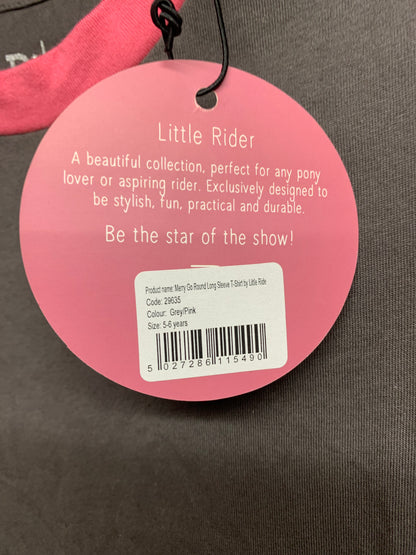 Little Rider
A beautiful collection, perfect for any pony
lover or aspiring rider. Exclusively designed to
be stylish, fun, practical and durable.
Be the star of the show!
Product name: Merry Go Round Long Sleeve T-Shirt by Little Ride
Code: 29635
Colour: Grey/Pink
Size: 5-6 years
5 027286 115490